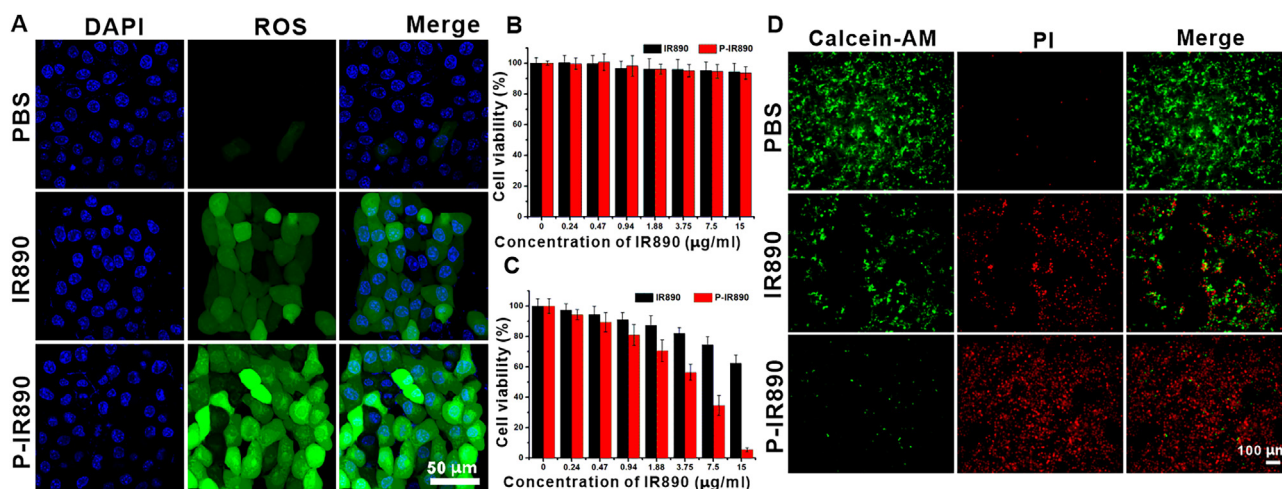 A
DAPI
ROS
Merge
PBS
IR890
P-IR890
50 μm
B
IR890
P-IR890
Cell viability (%)
120
100
80
60
40
20
0
0 0.24 0.47 0.94 1.88 3.75 7.5 15
Concentration of IR890 (μg/ml)
C
IR890
P-IR890
Cell viability (%)
120
100
80
60
40
20
0
0 0.24 0.47 0.94 1.88 3.75 7.5 15
Concentration of IR890 (μg/ml)
D
Calcein-AM
PI
Merge
PBS
IR890
P-IR890
100 μm